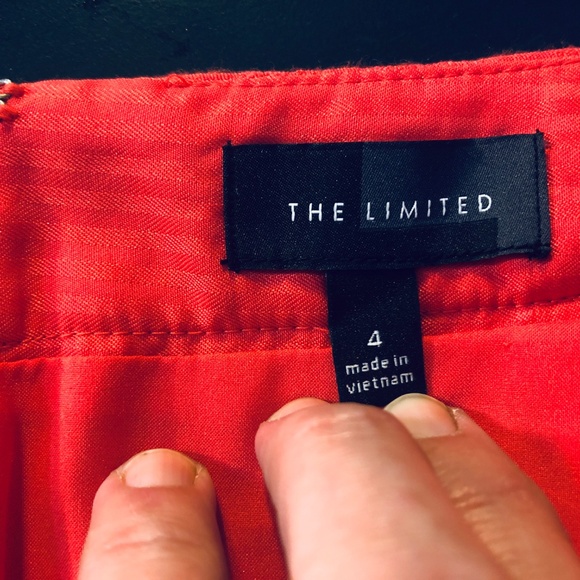 THE LIMITED
4
made in
vietnam